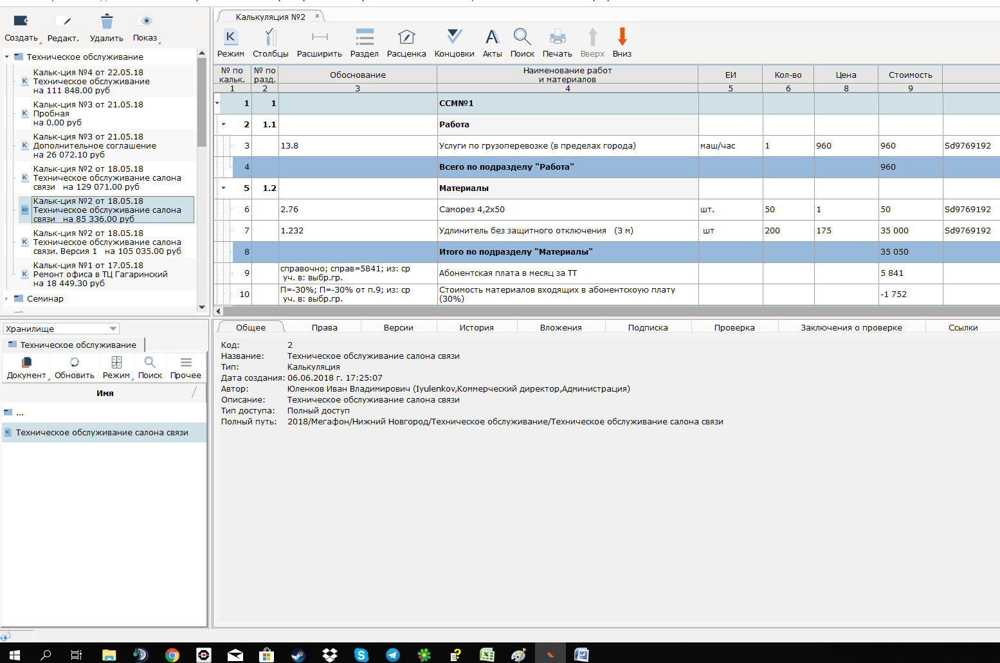 Создать
Редакт.
Удалить
Показ
Техническое обслуживание
Кальк-ция №4 от 22.05.18
Техническое обслуживание
на 111 848.00 руб
Кальк-ция №3 от 21.05.18
Пробная
на 0.00 руб
Кальк-ция №3 от 21.05.18
Дополнительное соглашение
на 26 072.10 руб
Кальк-ция №2 от 18.05.18
Техническое обслуживание салона
связи на 129 071.00 руб
Кальк-ция №2 от 18.05.18
Техническое обслуживание салона
связи на 85 336.00 руб
Кальк-ция №2 от 18.05.18
Техническое обслуживание салона
связи. Версия 1 на 105 035.00 руб
Кальк-ция №1 от 17.05.18
Ремонт офиса в ТЦ Гагаринский
на 18 449.30 руб
Семинар
Калькуляция №2 ×
Режим Столбцы Расширить Раздел Расценка Концовки Акты Поиск Печать Вверх Вниз
№ по кальк. № по разд. Обоснование Наименование работ и материалов ЕИ Кол-во Цена Стоимость
1 2 3 4 5 6 8 9
1 1 ССМ№1
2 1.1 Работа
3 13.8 Услуги по грузоперевозке (в пределах города) маш/час 1 960 960 Sd9769192
4 Всего по подразделу "Работа" 960
5 1.2 Материалы
6 2.76 Саморез 4,2х50 шт. 50 1 50 Sd9769192
7 1.232 Удлинитель без защитного отключения (3 м) шт 200 175 35 000 Sd9769192
8 Итого по подразделу "Материалы" 35 050
9 справочно; справ=5841; из: ср уч. в: выбр.гр. Абонентская плата в месяц за ТТ 5 841
10 П=-30%; П=-30% от п.9; из: ср уч. в: выбр.гр. Стоимость материалов входящих в абонентскоую плату (30%) -1 752
Хранилище
Техническое обслуживание
Документ Обновить Режим Поиск Прочее
Имя
...
Техническое обслуживание салона связи
Общее Права Версии История Вложения Подписка Проверка Заключения о проверке Ссылки
Код: 2
Название: Техническое обслуживание салона связи
Тип: Калькуляция
Дата создания: 06.06.2018 г. 17:25:07
Автор: Юленков Иван Владимирович (Iyulenkov,Коммерческий директор,Администрация)
Описание: Техническое обслуживание салона связи
Тип доступа: Полный доступ
Полный путь: 2018/Мегафон/Нижний Новгород/Техническое обслуживание/Техническое обслуживание салона связи